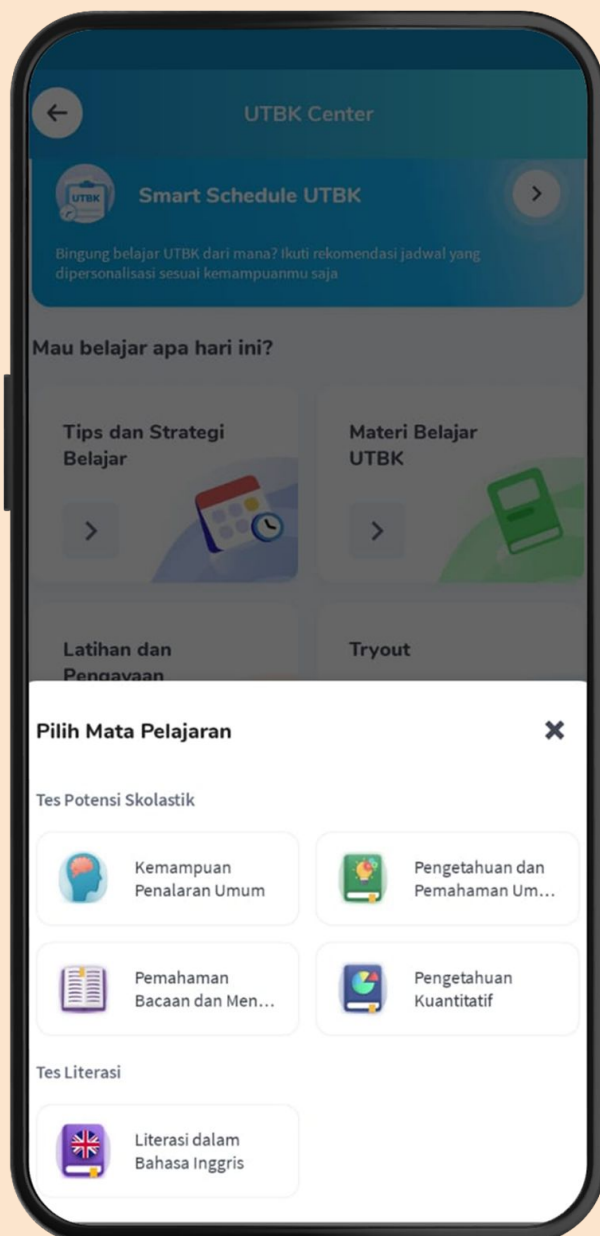 UTBK Center
UTBK
Smart Schedule UTBK
Bingung belajar UTBK dari mana? Ikuti rekomendasi jadwal yang
dipersonalisasi sesuai kemampuanmu saja
Mau belajar apa hari ini?
Tips dan Strategi
Belajar
Materi Belajar
UTBK
Latihan dan
Pengayaan
Tryout
Pilih Mata Pelajaran
Tes Potensi Skolastik
Kemampuan
Penalaran Umum
Pengetahuan dan
Pemahaman Um...
Pemahaman
Bacaan dan Men...
Pengetahuan
Kuantitatif
Tes Literasi
Literasi dalam
Bahasa Inggris